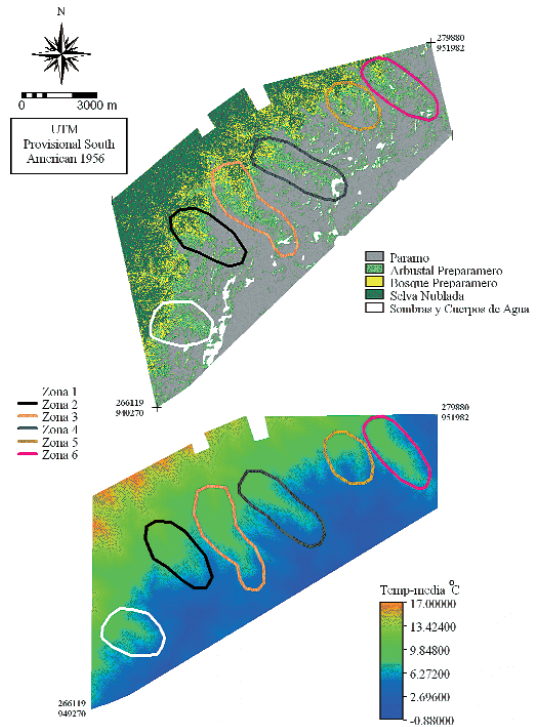 N
279880
951982
3000 m
UTM
Provisional South
American 1956
Paramo
Arbustal Preparamero
Bosque Preparamero
Selva Nublada
Sombras y Cuerpos de Agua
266119
940270
Zona 1
Zona 2
Zona 3
Zona 4
Zona 5
Zona 6
279880
951982
Temp-media °C
17.00000
13.42400
9.84800
6.27200
2.69600
-0.88000
266119
940270